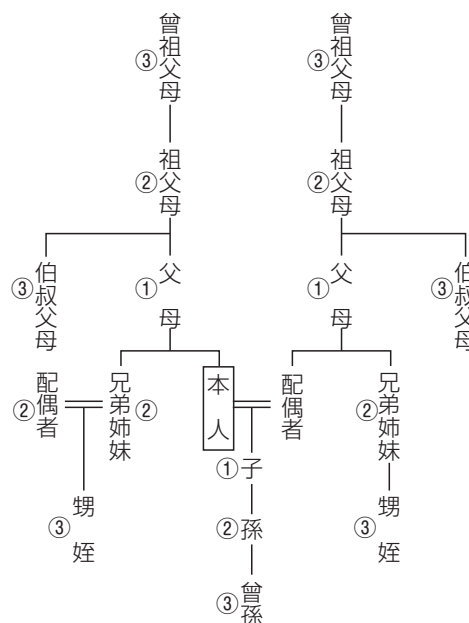 ③曾祖父母
③曾祖父母
②祖父母
②祖父母
③伯叔父母
①父母
①父母
③伯叔父母
②配偶者
兄弟姉妹②
本人
配偶者
②兄弟姉妹
①子
③甥姪
②孫
③甥姪
③曾孫